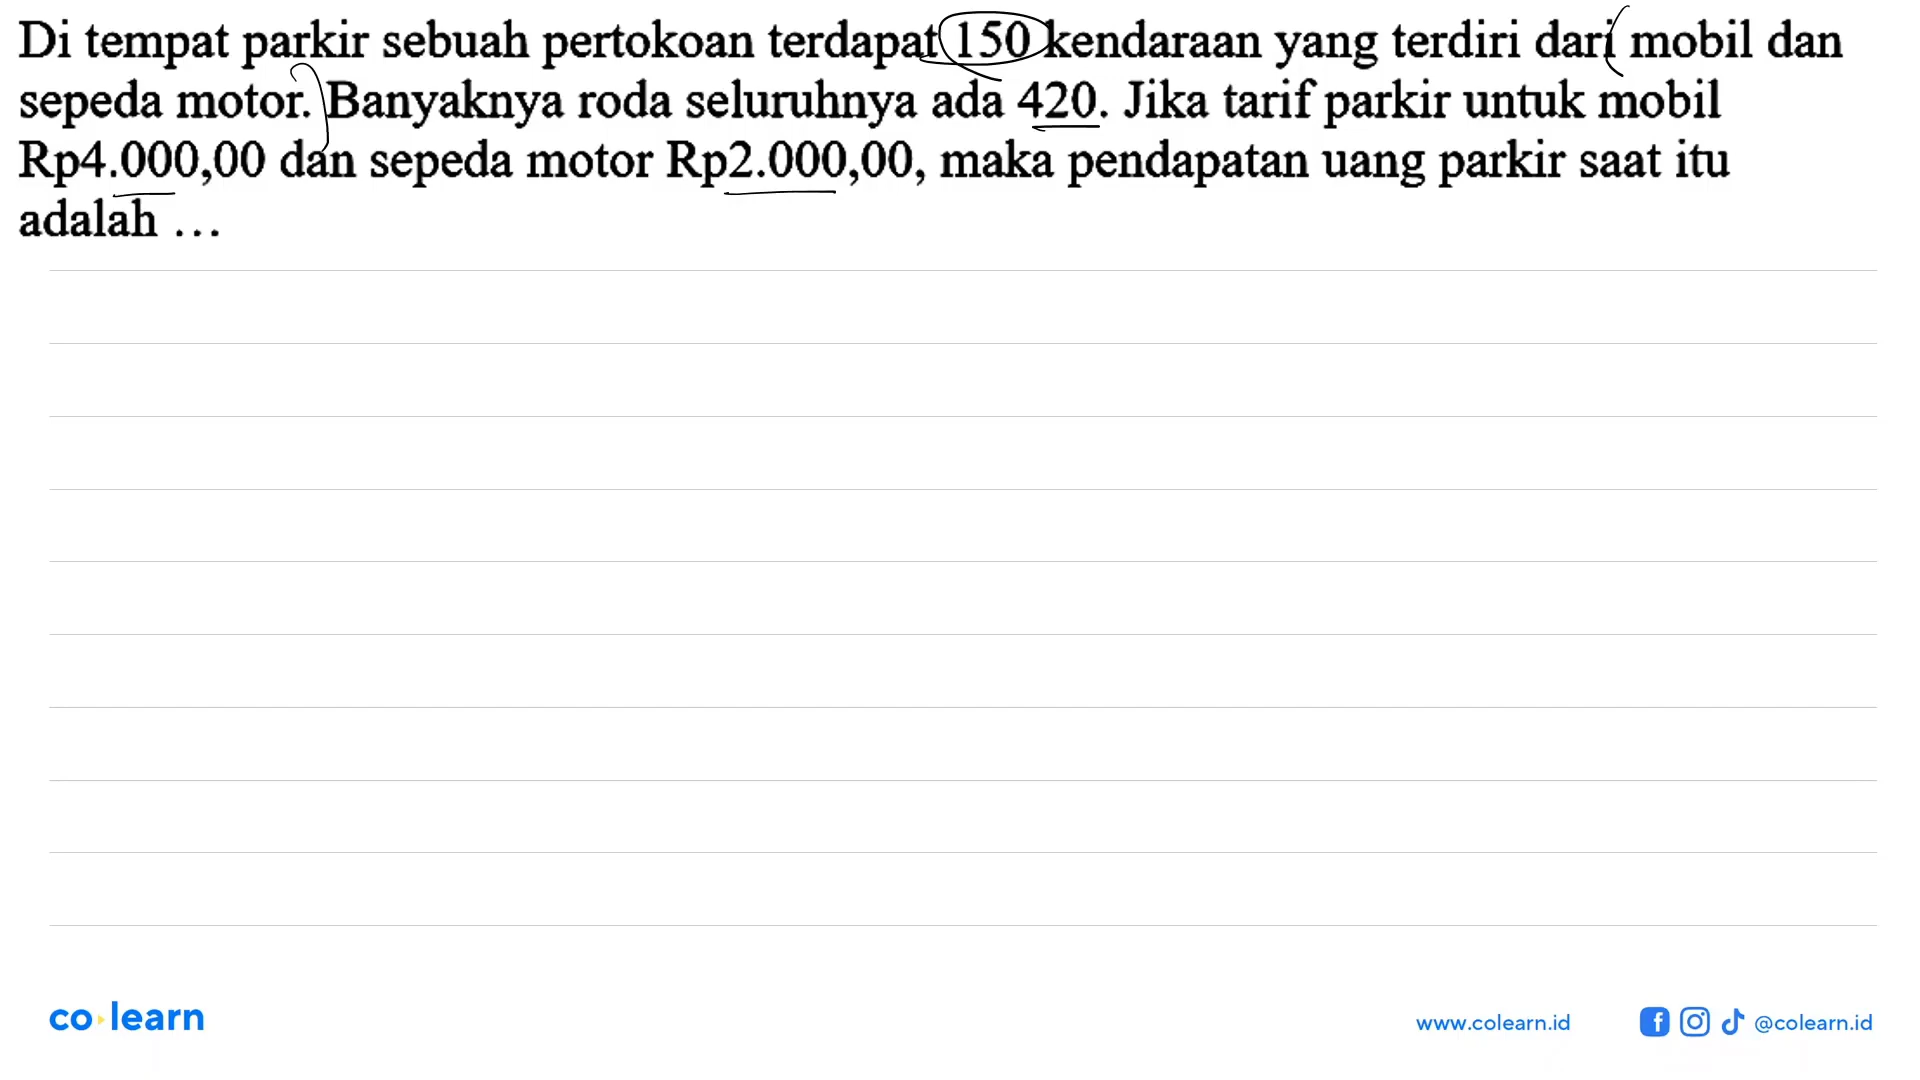 Di tempat parkir sebuah pertokoan terdapat 150 kendaraan yang terdiri dari mobil dan
sepeda motor. Banyaknya roda seluruhnya ada 420. Jika tarif parkir untuk mobil
Rp4.000,00 dan sepeda motor Rp2.000,00, maka pendapatan uang parkir saat itu
adalah ...
co learn
www.colearn.id
@colearn.id